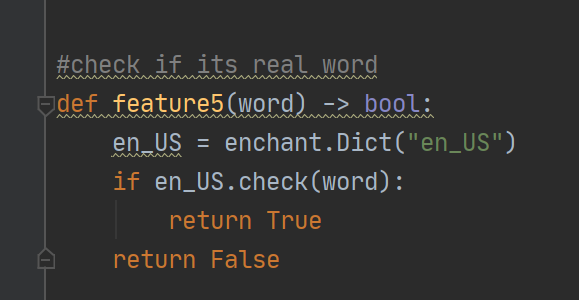 #check if its real word
def feature5(word) -> bool:
    en_US = enchant.Dict("en_US")
    if en_US.check(word):
        return True
    return False